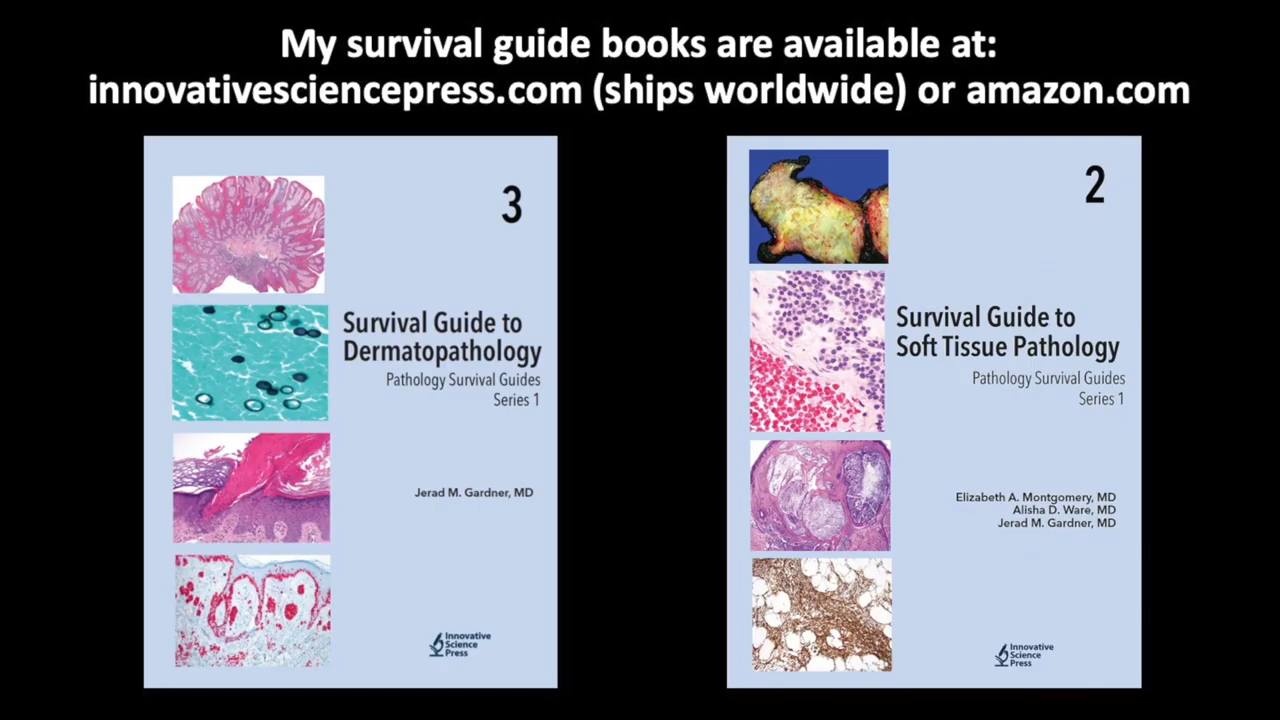 My survival guide books are available at:
innovativesciencepress.com (ships worldwide) or amazon.com
3
Survival Guide to
Dermatopathology
Pathology Survival Guides
Series 1
Jerad M. Gardner, MD
Innovative
Science
Press
2
Survival Guide to
Soft Tissue Pathology
Pathology Survival Guides
Series 1
Elizabeth A. Montgomery, MD
Alisha D. Ware, MD
Jerad M. Gardner, MD
Innovative
Science
Press